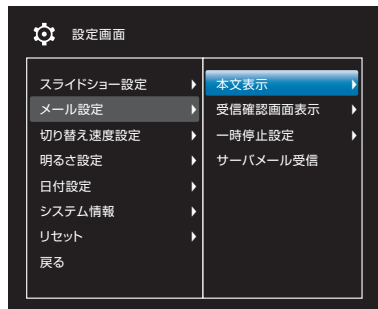 設定画面
スライドショー設定
メール設定
切り替え速度設定
明るさ設定
日付設定
システム情報
リセット
戻る
本文表示
受信確認画面表示
一時停止設定
サーバメール受信